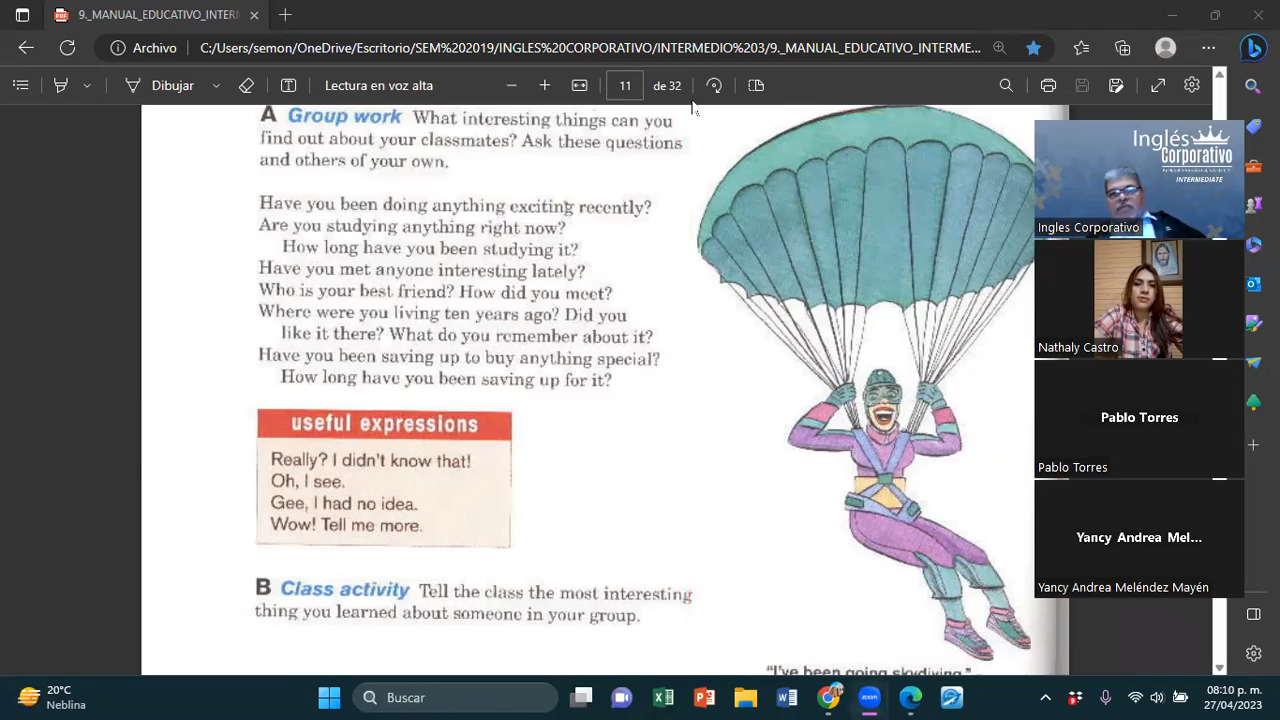 9._MANUAL_EDUCATIVO_INTERM
Archivo
C:/Users/semon/OneDrive/Escritorio/SEM%202019/INGLES%20CORPORATIVO/INTERMEDIO%203/9._MANUAL_EDUCATIVO_INTERME...
Dibujar
Lectura en voz alta
11
de 32
A Group work What interesting things can you
find out about your classmates? Ask these questions
and others of your own.
Have you been doing anything exciting recently?
Are you studying anything right now?
How long have you been studying it?
Have you met anyone interesting lately?
Who is your best friend? How did you meet?
Where were you living ten years ago? Did you
like it there? What do you remember about it?
Have you been saving up to buy anything special?
How long have you been saving up for it?
useful expressions
Really? I didn't know that!
Oh, I see.
Gee, I had no idea.
Wow! Tell me more.
B Class activity Tell the class the most interesting
thing you learned about someone in your group.
"I've been going skydiving."
Inglés
Corporativo
INTERMEDIATE
Ingles Corporativo
Nathaly Castro
Pablo Torres
Pablo Torres
Yancy Andrea Mel...
Yancy Andrea Meléndez Mayén
20°C
Neblina
Buscar
08:10 p. m.
27/04/2023